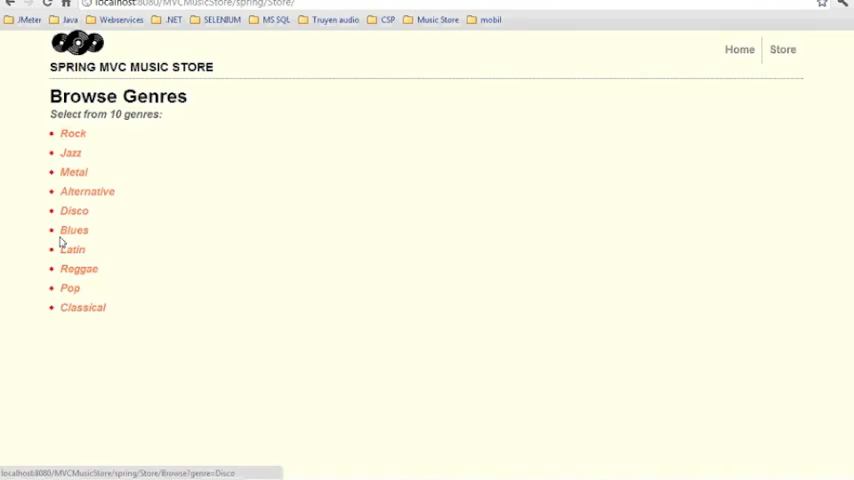 localhost:8080/MVCMusicStore/spring/Store/
JMeter Java Webservices .NET SELENIUM MS SQL Truyen audio CSP Music Store mobil
Home Store
SPRING MVC MUSIC STORE
Browse Genres
Select from 10 genres:
Rock
Jazz
Metal
Alternative
Disco
Blues
Latin
Reggae
Pop
Classical
localhost:8080/MVCMusicStore/spring/Store/Browse?genre=Disco